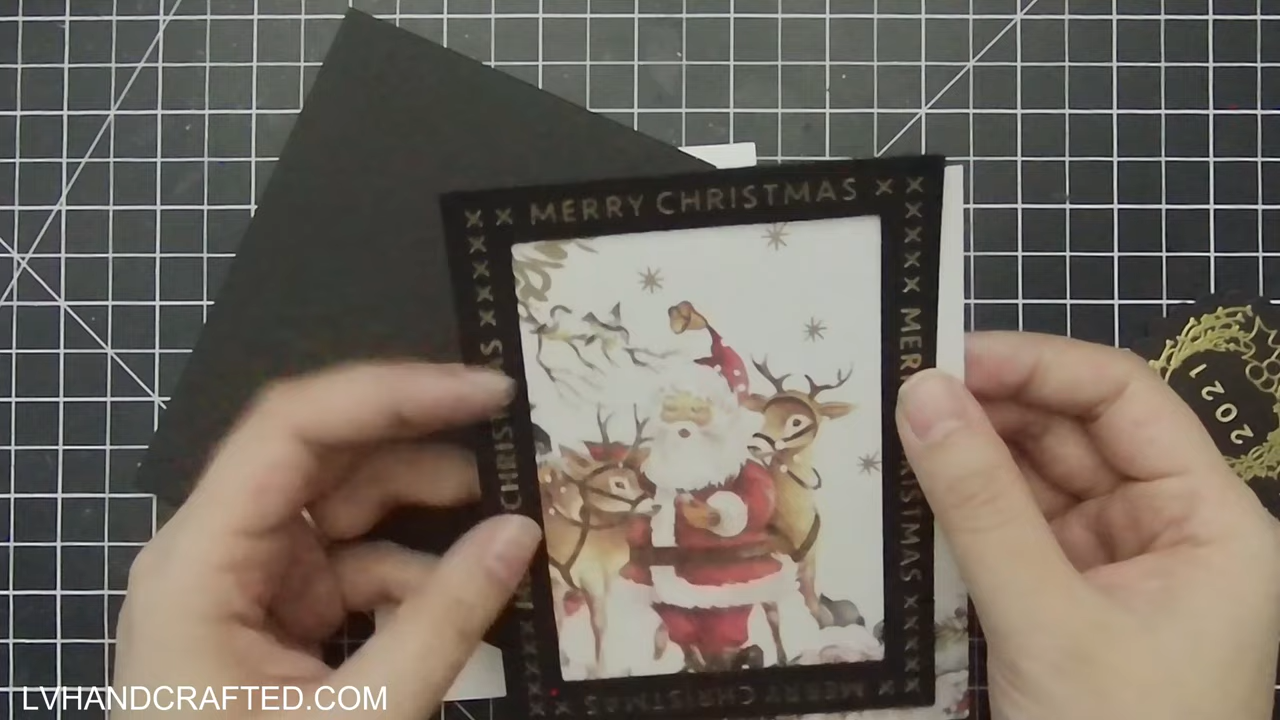 × × MERRY CHRISTMAS × ×
MERRY CHRISTMAS
CHRISTMAS
MERRY CHRISTMAS
2021
LVHANDCRAFTED.COM